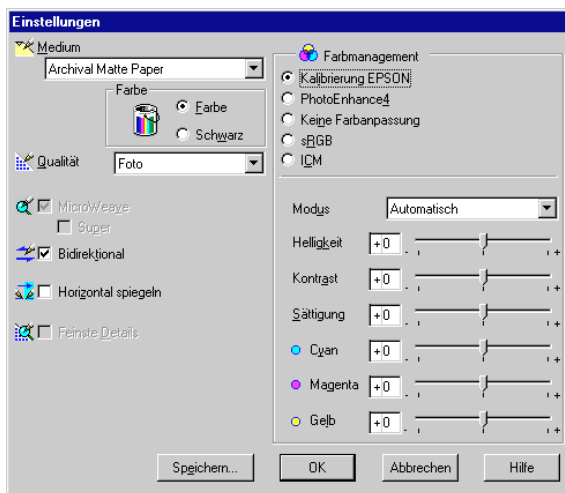 Einstellungen
Medium
Archival Matte Paper
Farbe
Farbe
Schwarz
Qualität
Foto
MicroWeave
Super
Bidirektional
Horizontal spiegeln
Feinste Details
Farbmanagement
Kalibrierung EPSON
PhotoEnhance4
Keine Farbanpassung
sRGB
ICM
Modus Automatisch
Helligkeit +0 - +
Kontrast +0 - +
Sättigung +0 - +
Cyan +0 - +
Magenta +0 - +
Gelb +0 - +
Speichern... OK Abbrechen Hilfe